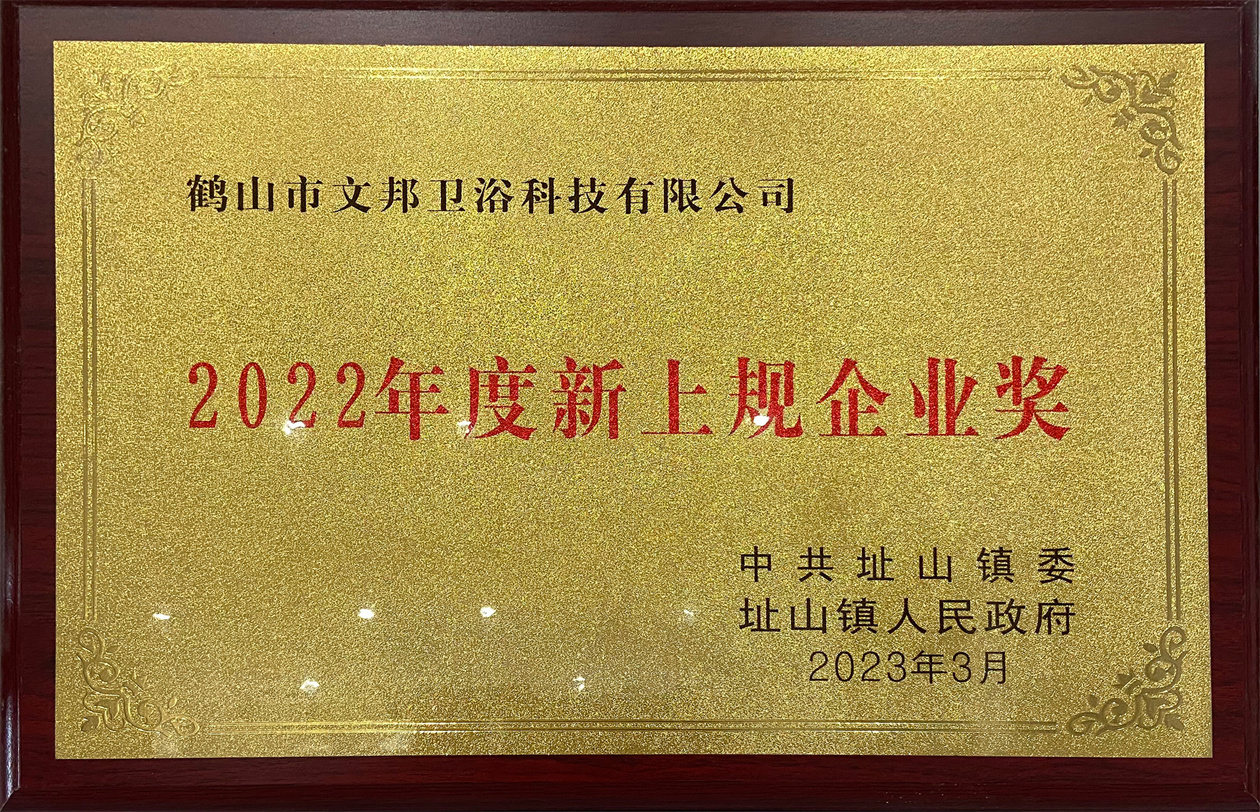 鹤山市文邦卫浴科技有限公司
2022年度新上规企业奖
中共址山镇委
址山镇人民政府
2023年3月